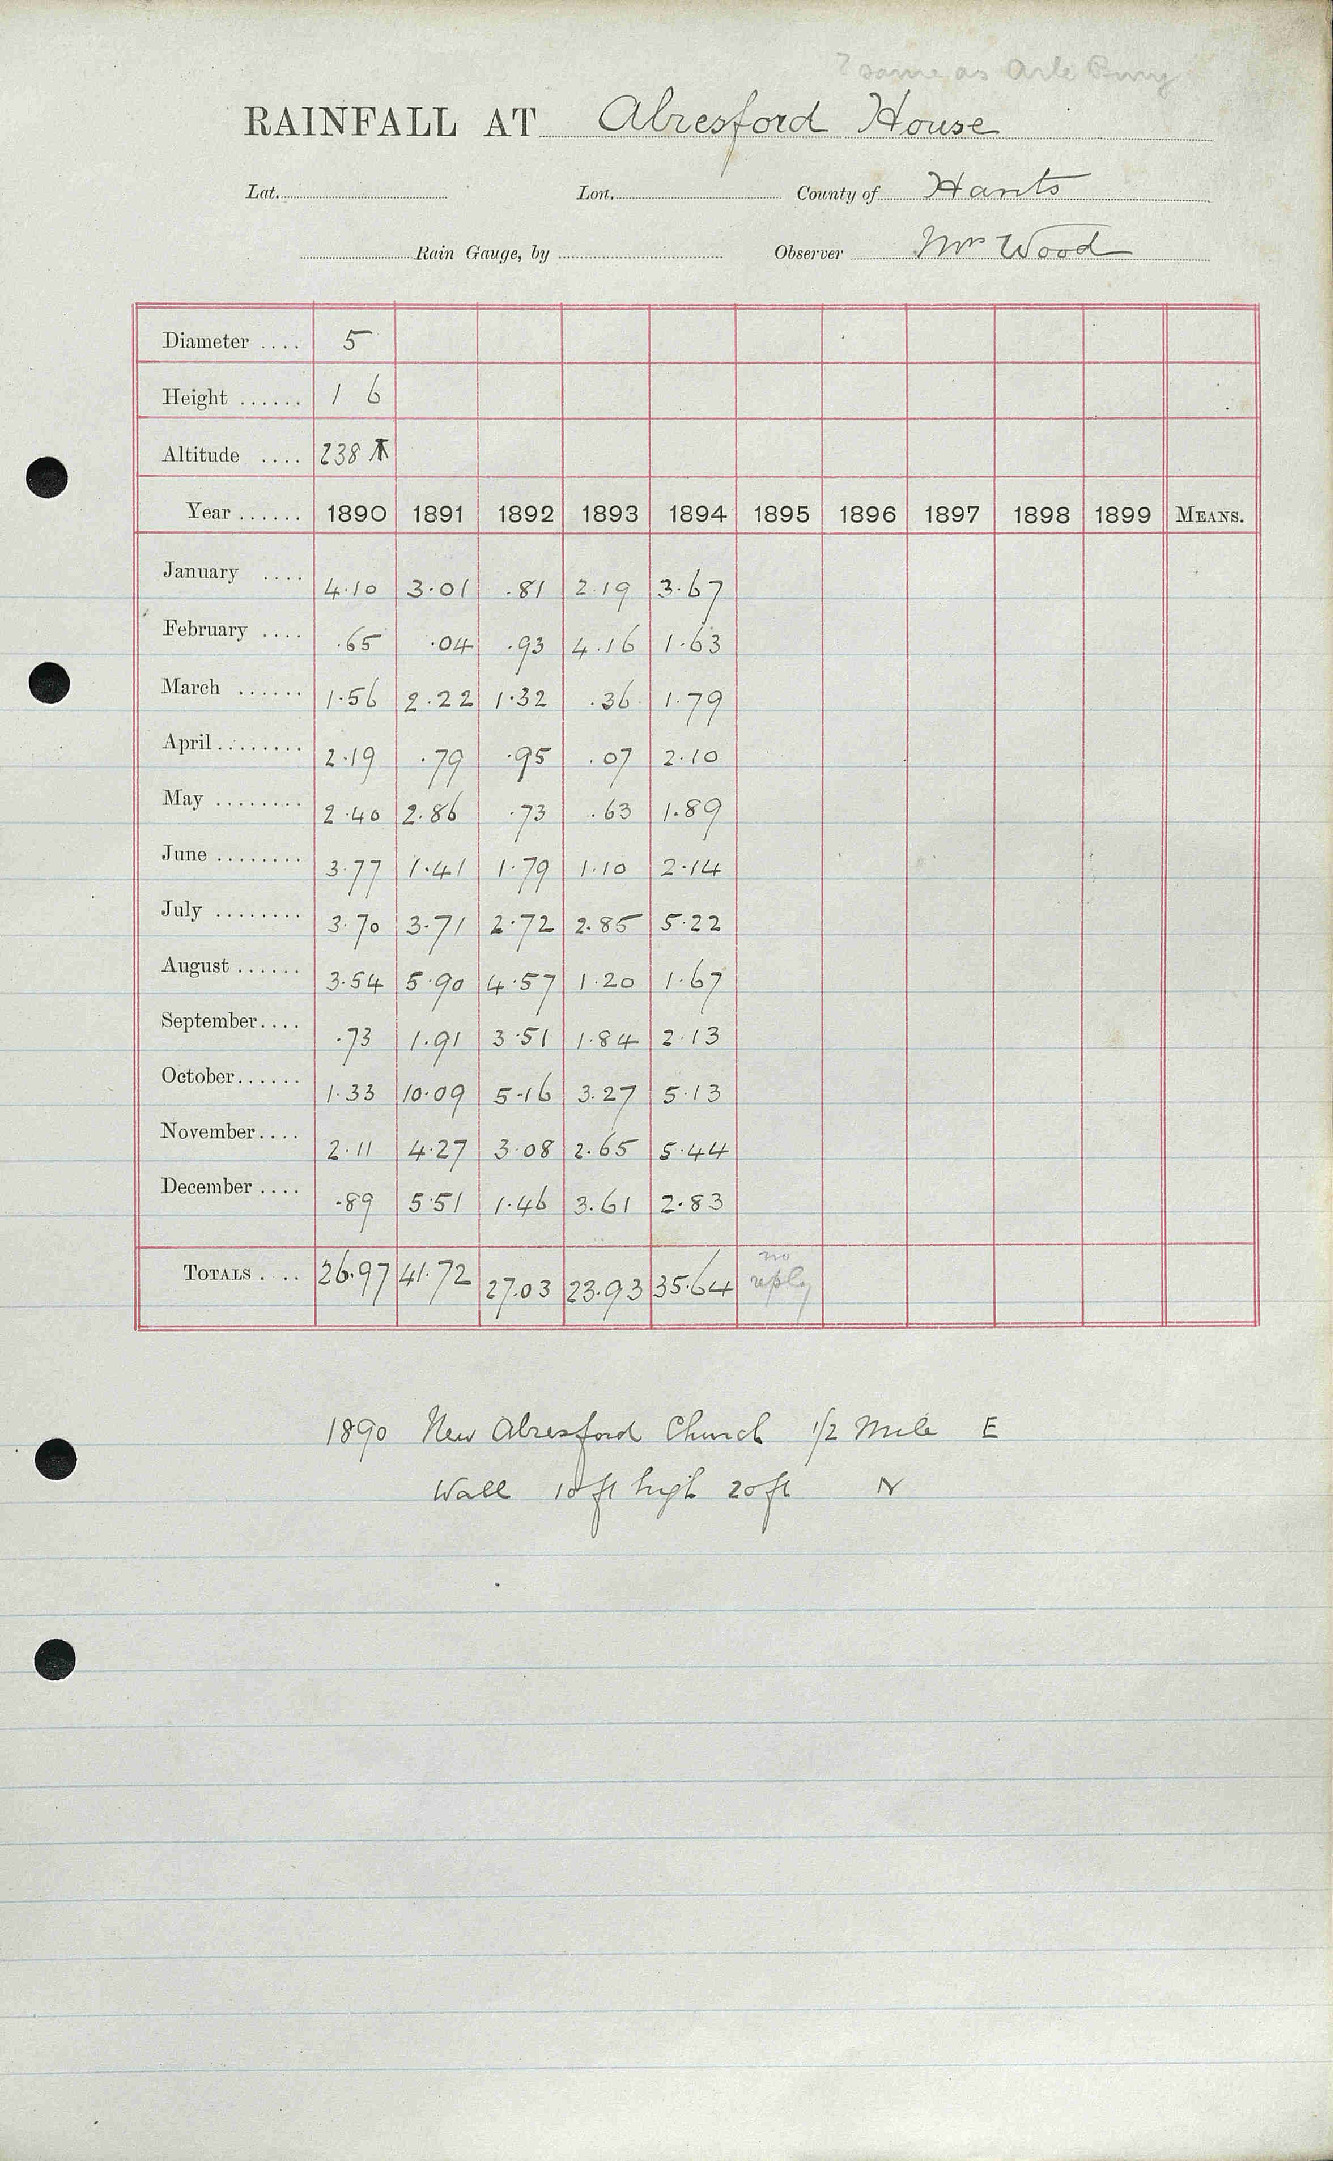 ? same as Arle Bury
RAINFALL AT Alresford House
Lat. Lon. County of Hants
Rain Gauge, by Observer Mr Wood
Diameter .... 5
Height ...... 1 6
Altitude .... 238
Year ...... 1890 1891 1892 1893 1894 1895 1896 1897 1898 1899 MEANS.
January .... 4.10 3.01 .81 2.19 3.67
February .... .65 .04 .93 4.16 1.63
March ...... 1.56 2.22 1.32 .36 1.79
April ........ 2.19 .79 .95 .07 2.10
May ........ 2.40 2.86 .73 .63 1.89
June ........ 3.77 1.41 1.79 1.10 2.14
July ........ 3.70 3.71 2.72 2.85 5.22
August ...... 3.54 5.90 4.57 1.20 1.67
September .... .73 1.91 3.51 1.84 2.13
October ...... 1.33 10.09 5.16 3.27 5.13
November .... 2.11 4.27 3.08 2.65 5.44
December .... .89 5.51 1.46 3.61 2.83
TOTALS .... 26.97 41.72 27.03 23.93 35.64 no reply
1890 New Alresford Church 1/2 Mile E
Wall 10 ft high 20 ft N